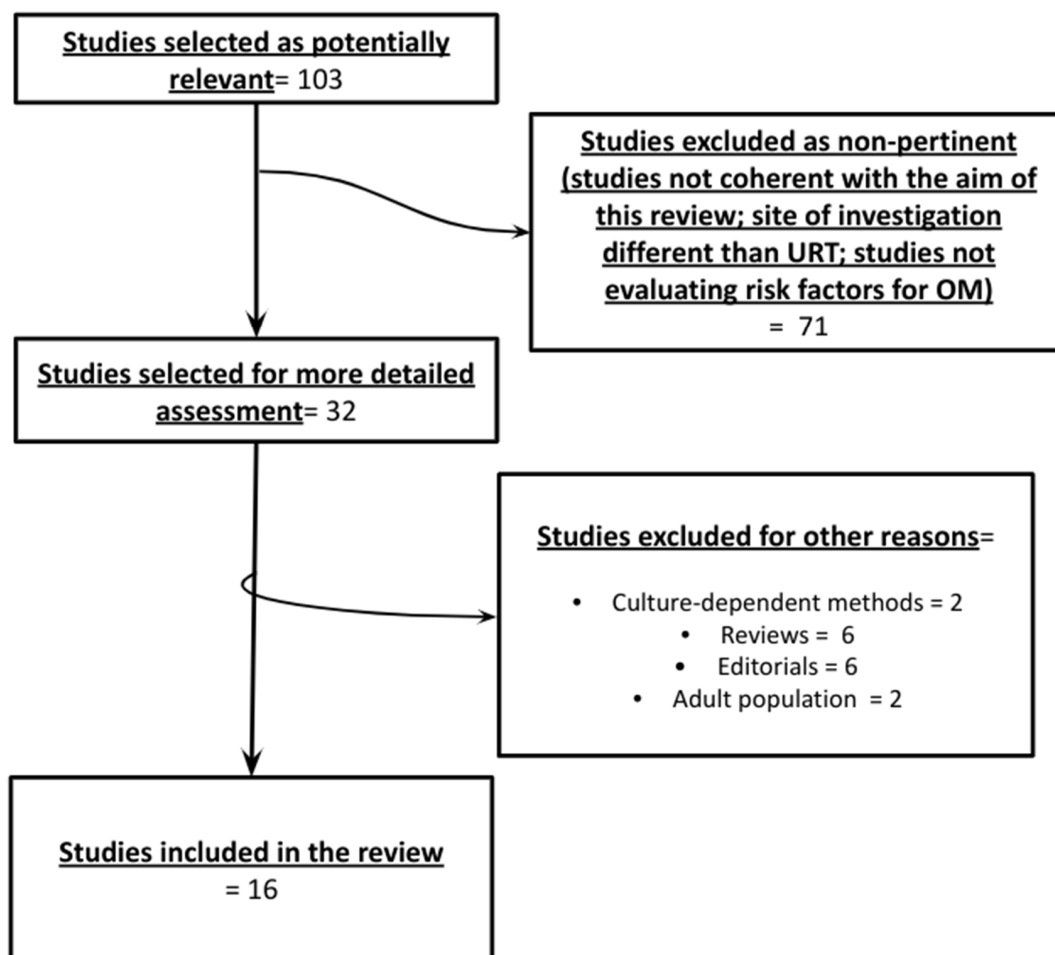 Studies selected as potentially
relevant= 103
Studies excluded as non-pertinent
(studies not coherent with the aim of
this review; site of investigation
different than URT; studies not
evaluating risk factors for OM)
= 71
Studies selected for more detailed
assessment= 32
Studies excluded for other reasons=
• Culture-dependent methods = 2
• Reviews = 6
• Editorials = 6
• Adult population = 2
Studies included in the review
= 16